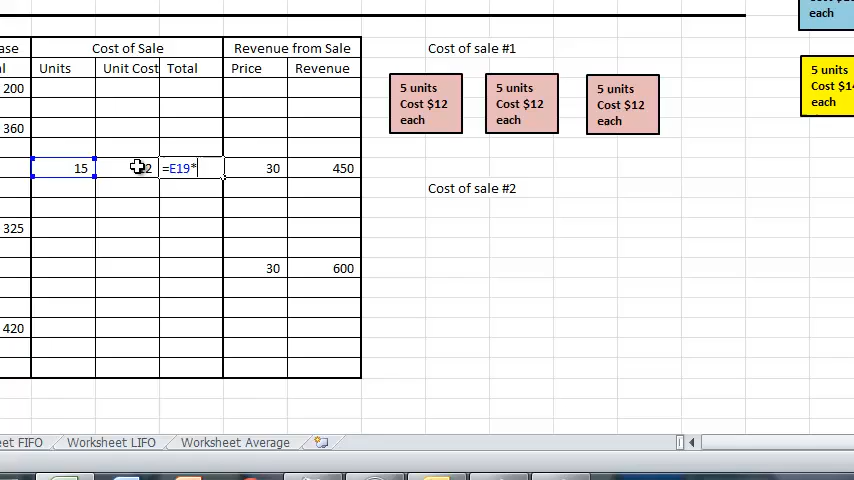 each
ase Cost of Sale Revenue from Sale
al Units Unit Cost Total Price Revenue
200
360
15 2 =E19* 30 450
325
30 600
420
Cost of sale #1
5 units
Cost $12
each
5 units
Cost $12
each
5 units
Cost $12
each
5 units
Cost $1
each
Cost of sale #2
et FIFO Worksheet LIFO Worksheet Average